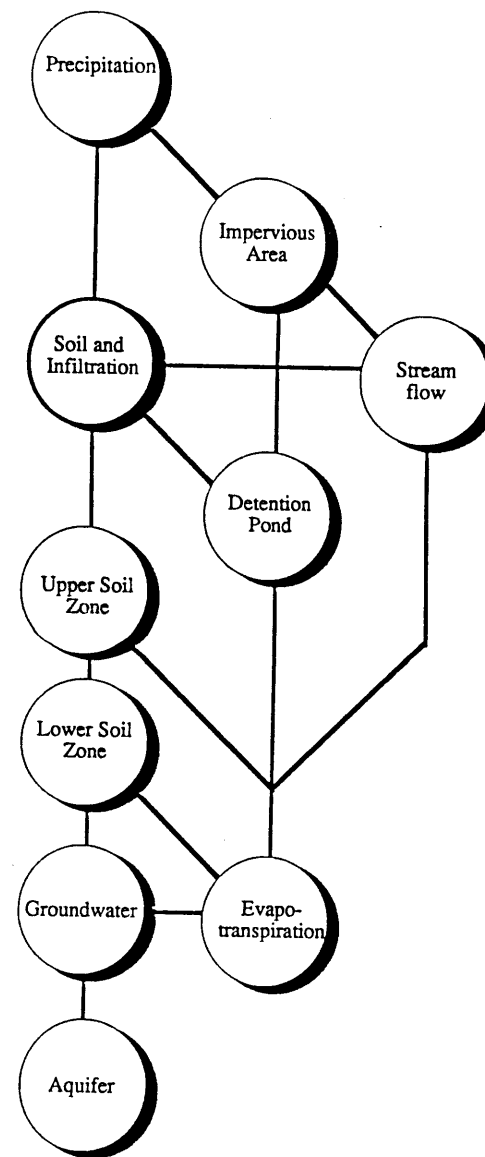 Precipitation
Impervious
Area
Soil and
Infiltration
Stream
flow
Detention
Pond
Upper Soil
Zone
Lower Soil
Zone
Groundwater
Evapo-
transpiration
Aquifer